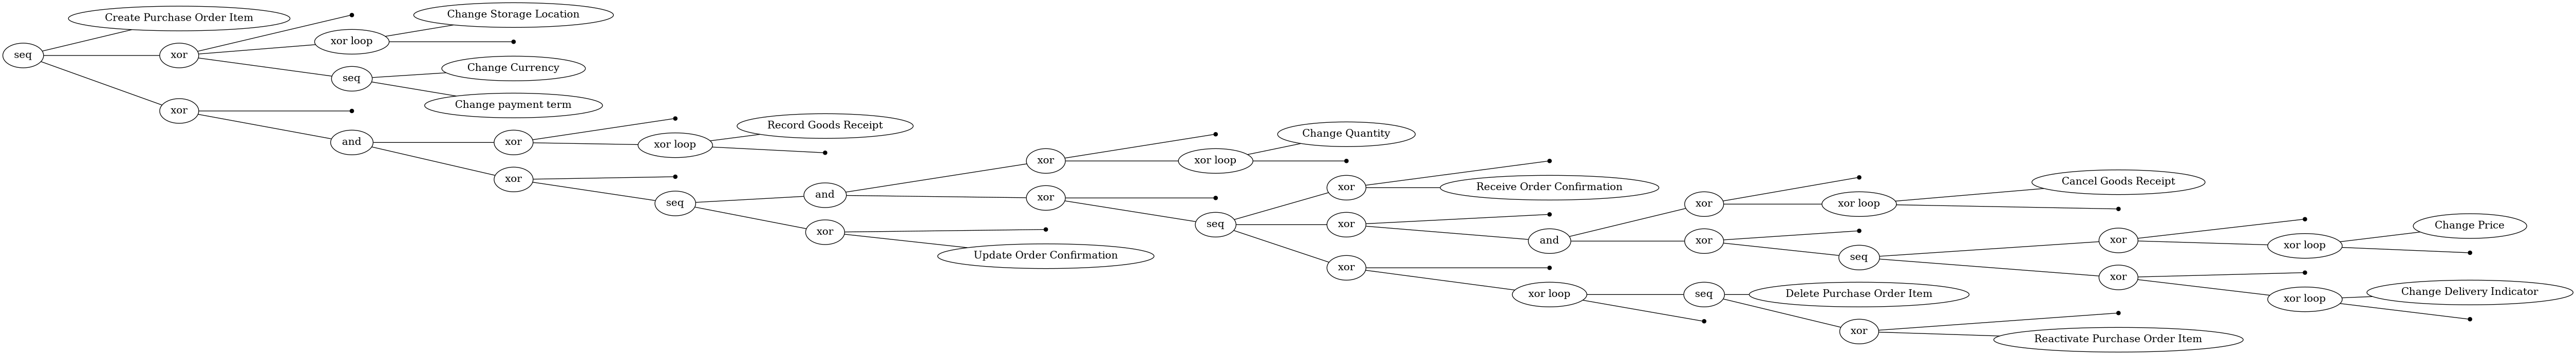 Create Purchase Order Item
Change Storage Location
xor loop
seq
xor
Change Currency
seq
Change payment term
xor
Record Goods Receipt
and
xor
xor loop
Change Quantity
xor
xor loop
xor
seq
and
xor
xor
Receive Order Confirmation
seq
xor
Cancel Goods Receipt
xor
xor loop
xor
Update Order Confirmation
and
xor
Change Price
xor
xor loop
seq
xor
xor loop
seq
Delete Purchase Order Item
xor
xor loop
Change Delivery Indicator
xor
Reactivate Purchase Order Item